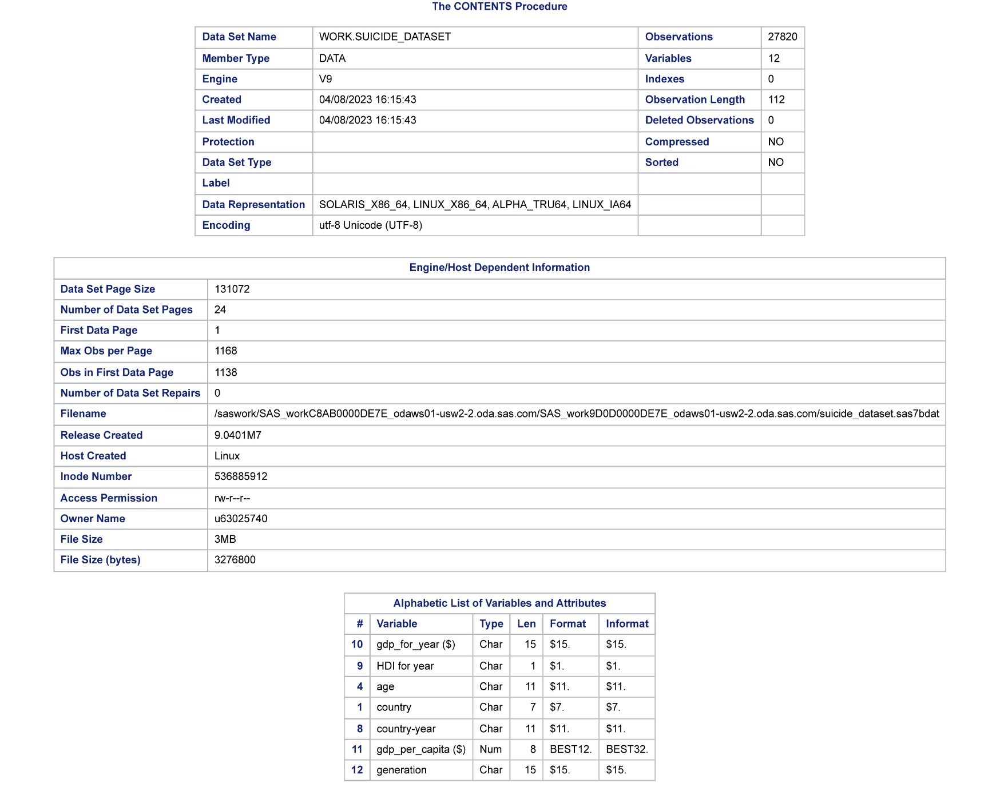 The CONTENTS Procedure
Data Set Name WORK.SUICIDE_DATASET Observations 27820
Member Type DATA Variables 12
Engine V9 Indexes 0
Created 04/08/2023 16:15:43 Observation Length 112
Last Modified 04/08/2023 16:15:43 Deleted Observations 0
Protection Compressed NO
Data Set Type Sorted NO
Label
Data Representation SOLARIS_X86_64, LINUX_X86_64, ALPHA_TRU64, LINUX_IA64
Encoding utf-8 Unicode (UTF-8)
Engine/Host Dependent Information
Data Set Page Size 131072
Number of Data Set Pages 24
First Data Page 1
Max Obs per Page 1168
Obs in First Data Page 1138
Number of Data Set Repairs 0
Filename /saswork/SAS_workC8AB0000DE7E_odaws01-usw2-2.oda.sas.com/SAS_work9D0D0000DE7E_odaws01-usw2-2.oda.sas.com/suicide_dataset.sas7bdat
Release Created 9.0401M7
Host Created Linux
Inode Number 536885912
Access Permission rw-r--r--
Owner Name u63025740
File Size 3MB
File Size (bytes) 3276800
Alphabetic List of Variables and Attributes
# Variable Type Len Format Informat
10 gdp_for_year ($) Char 15 $15. $15.
9 HDI for year Char 1 $1. $1.
4 age Char 11 $11. $11.
1 country Char 7 $7. $7.
8 country-year Char 11 $11. $11.
11 gdp_per_capita ($) Num 8 BEST12. BEST32.
12 generation Char 15 $15. $15.